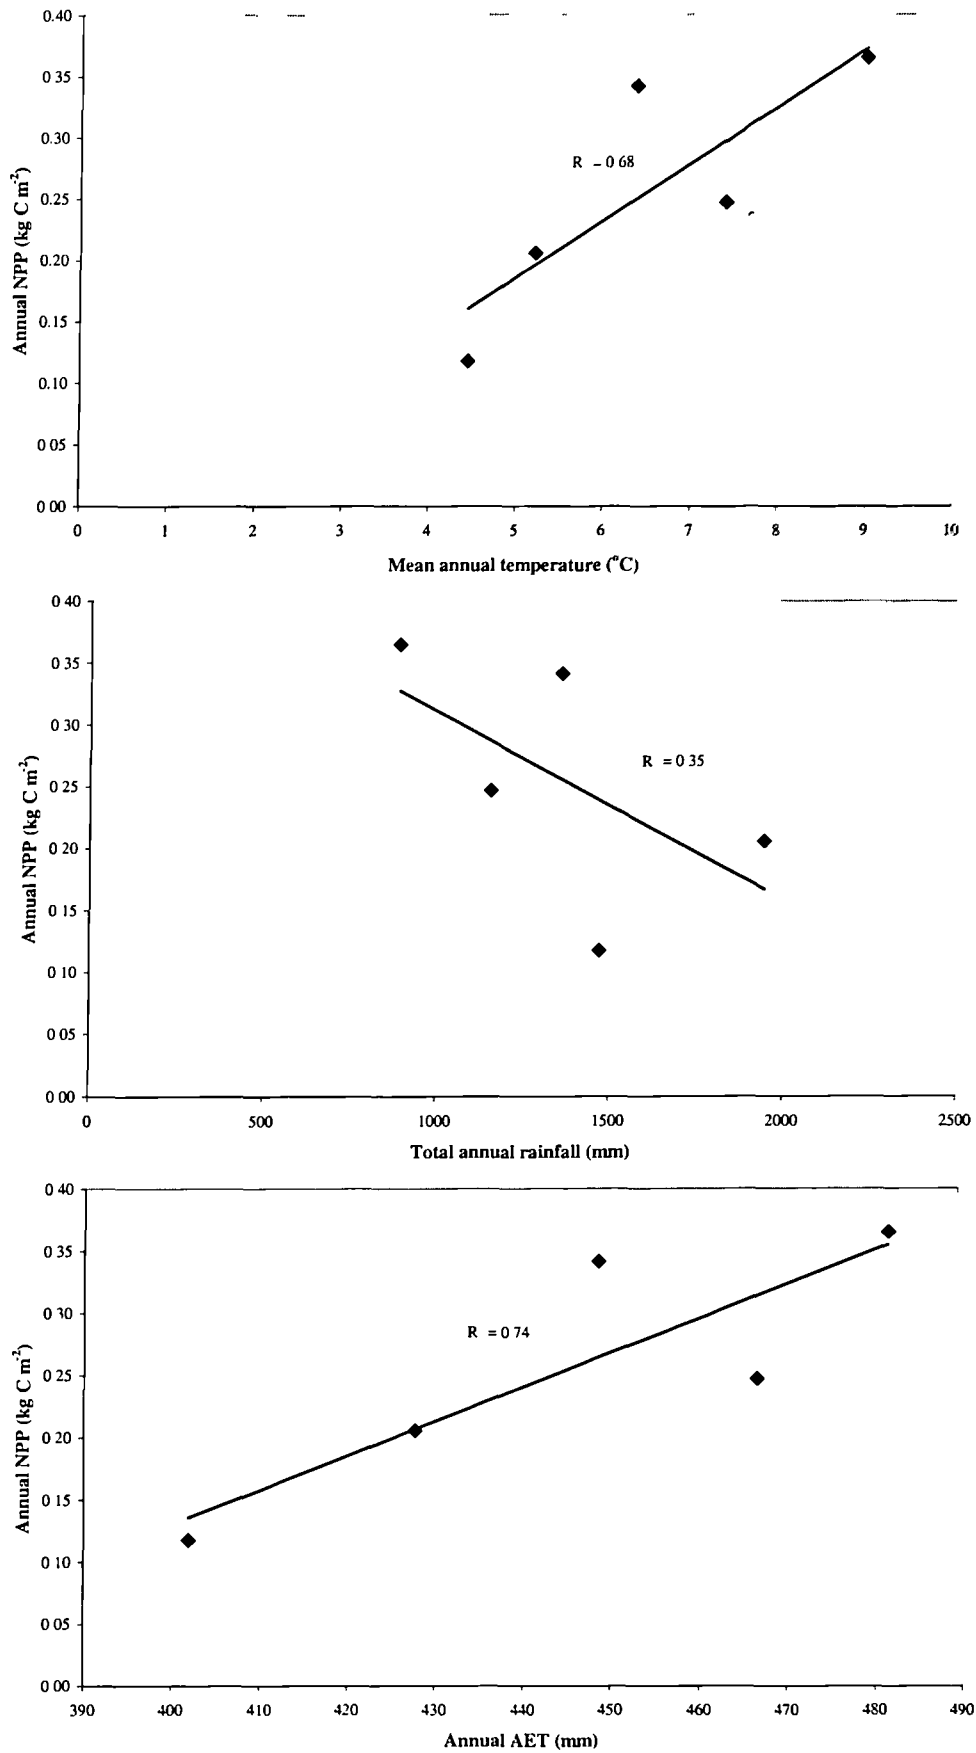 0.40
0.35
0.30
0.25
0.20
0.15
0.10
0 05
0 00
Annual NPP (kg C m-2)
R = 0 68
0 1 2 3 4 5 6 7 8 9 10
Mean annual temperature (°C)
0 40
0 35
0 30
0 25
0 20
0 15
0 10
0 05
0 00
Annual NPP (kg C m-2)
R = 0 35
0 500 1000 1500 2000 2500
Total annual rainfall (mm)
0 40
0 35
0 30
0 25
0 20
0 15
0 10
0 05
0 00
Annual NPP (kg C m-2)
R = 0 74
390 400 410 420 430 440 450 460 470 480 490
Annual AET (mm)